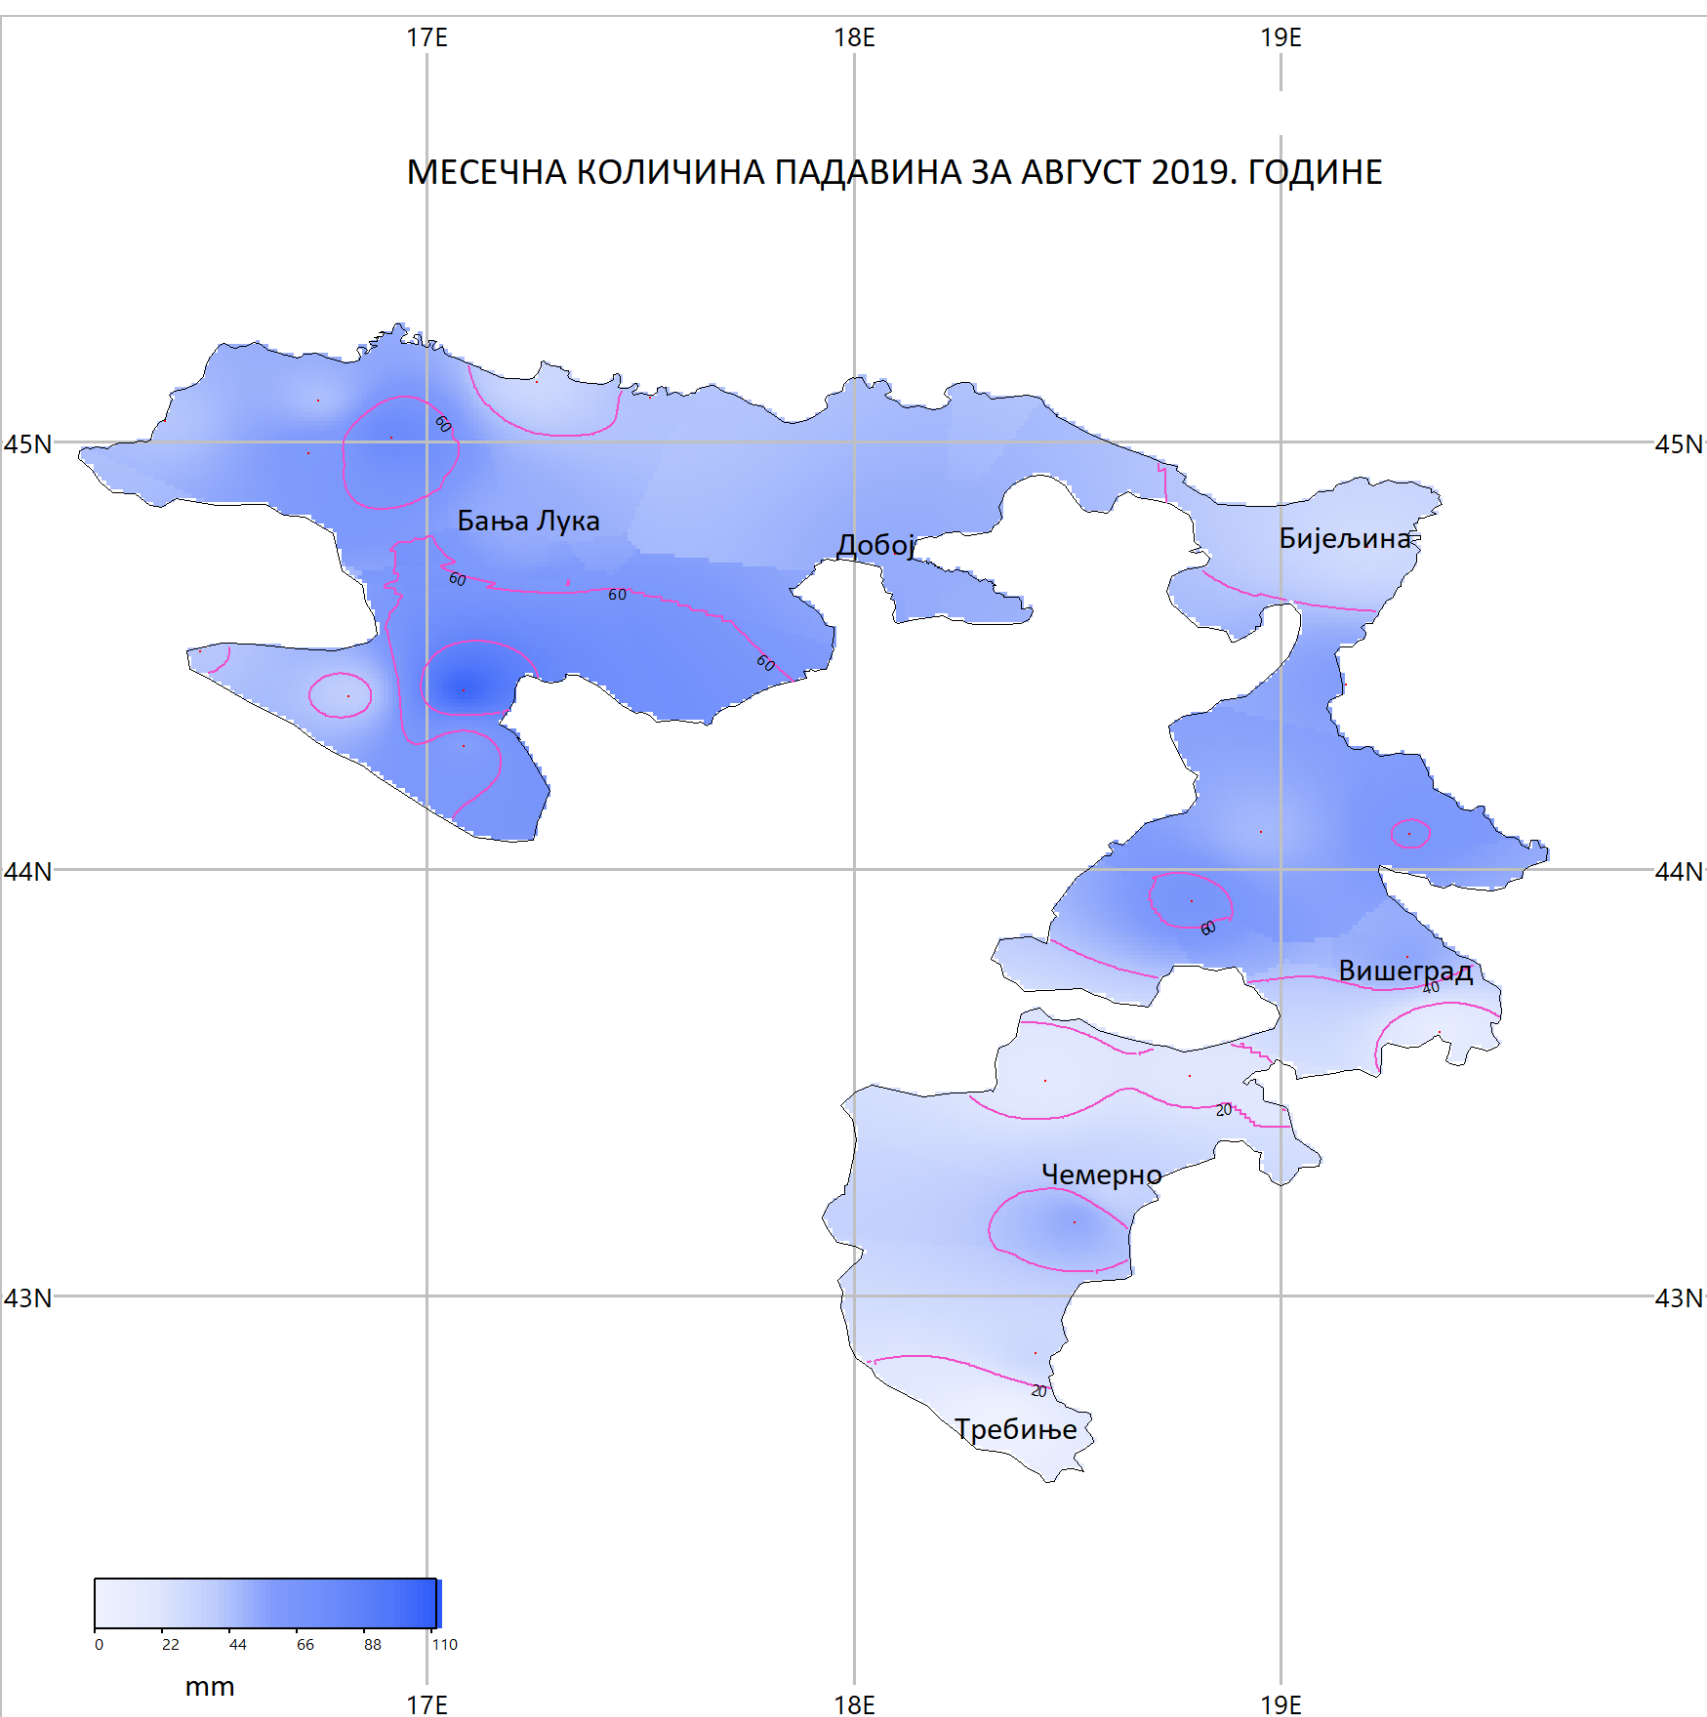 17E 18E 19E
МЕСЕЧНА КОЛИЧИНА ПАДАВИНА ЗА АВГУСТ 2019. ГОДИНЕ
60
45N 45N
Бања Лука
Добој
Бијељина
60
60
60
44N 44N
60
Вишеград
40
20
Чемерно
43N 43N
20
Требиње
0 22 44 66 88 110
mm
17E 18E 19E